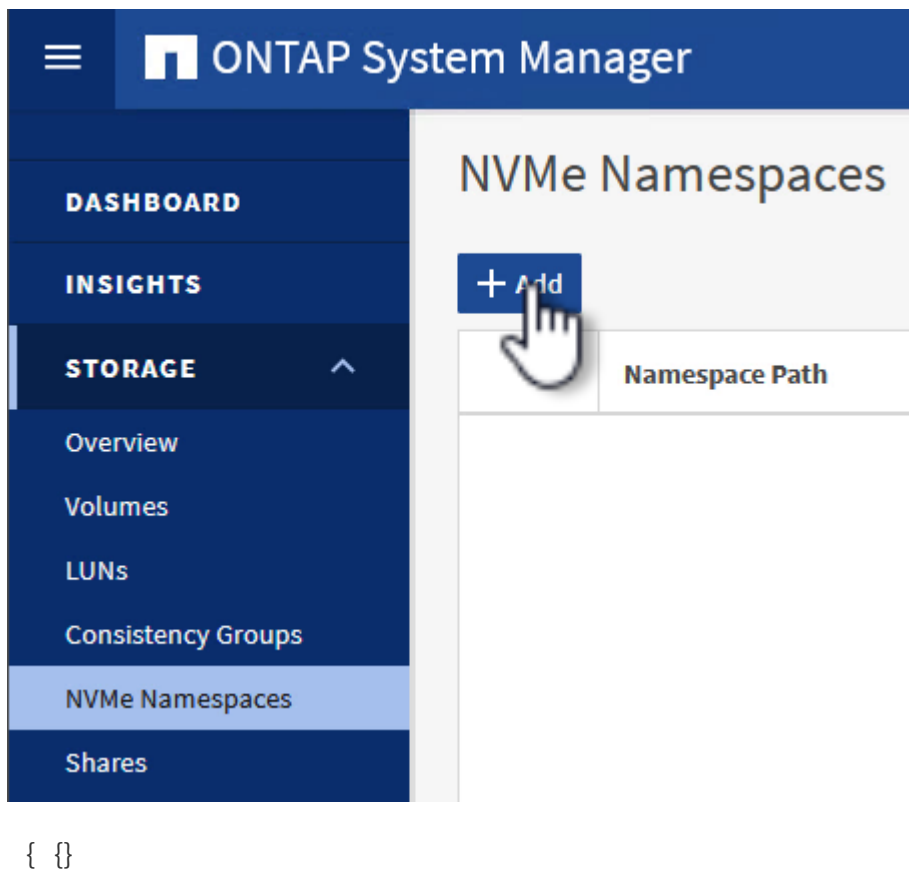 ONTAP System Manager
NVMe Namespaces
DASHBOARD
INSIGHTS
+ Add
STORAGE
Namespace Path
Overview
Volumes
LUNs
Consistency Groups
NVMe Namespaces
Shares
{ {}